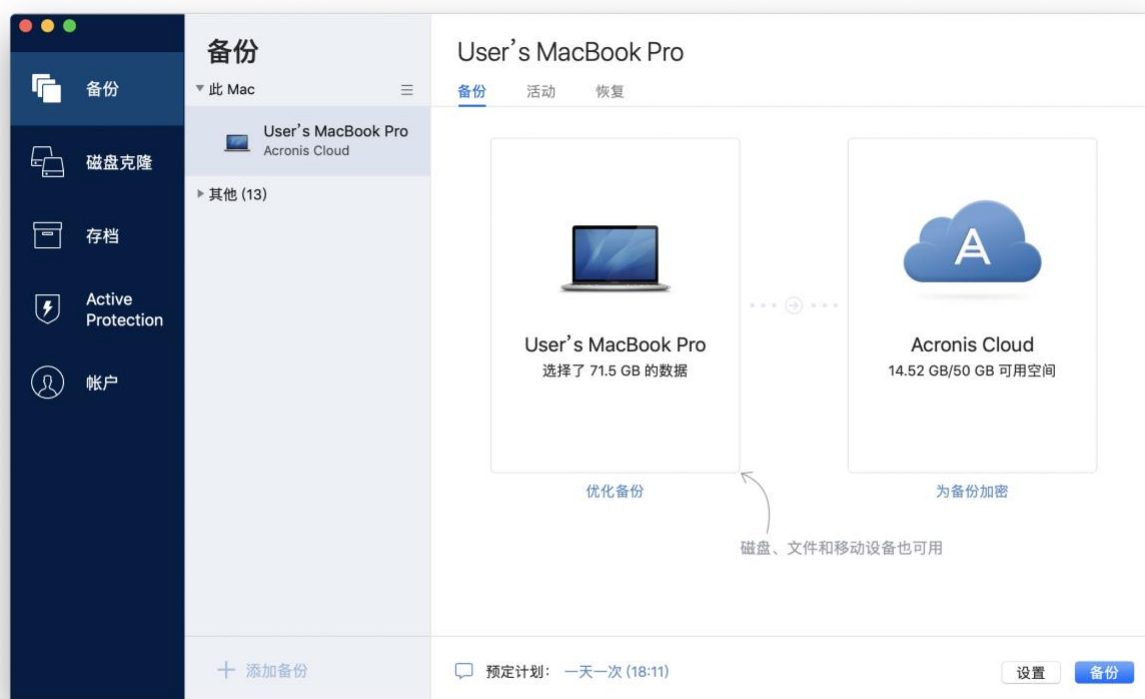 备份
磁盘克隆
存档
Active
Protection
帐户
备份
此 Mac
User's MacBook Pro
Acronis Cloud
其他 (13)
添加备份
User's MacBook Pro
备份 活动 恢复
User's MacBook Pro
选择了 71.5 GB 的数据
优化备份
A
Acronis Cloud
14.52 GB/50 GB 可用空间
为备份加密
磁盘、文件和移动设备也可用
预定计划: 一天一次 (18:11)
设置 备份